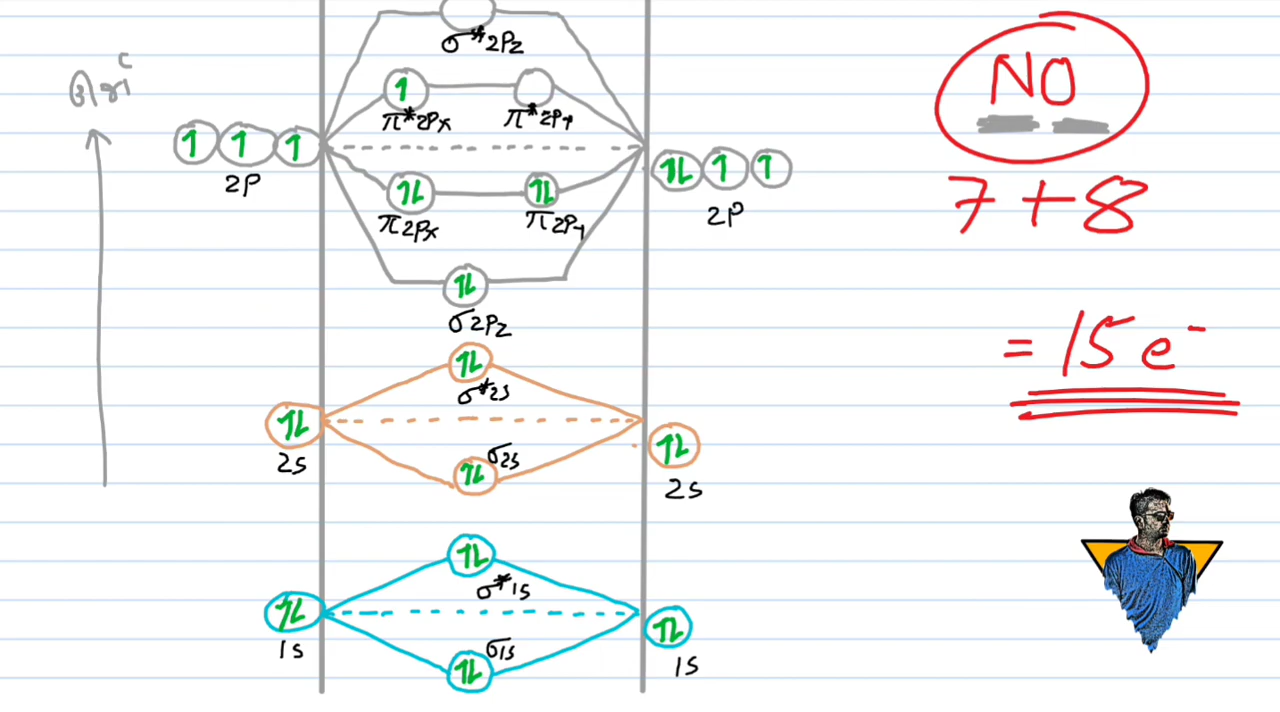 σ*2Pz
NO
π*2Px π*2Py
2P
7+8
π2Px π2Py
2P
σ2Pz
= 15 e⁻
σ*2s
2s
σ2s
2s
σ*1s
1s
σ1s
1s